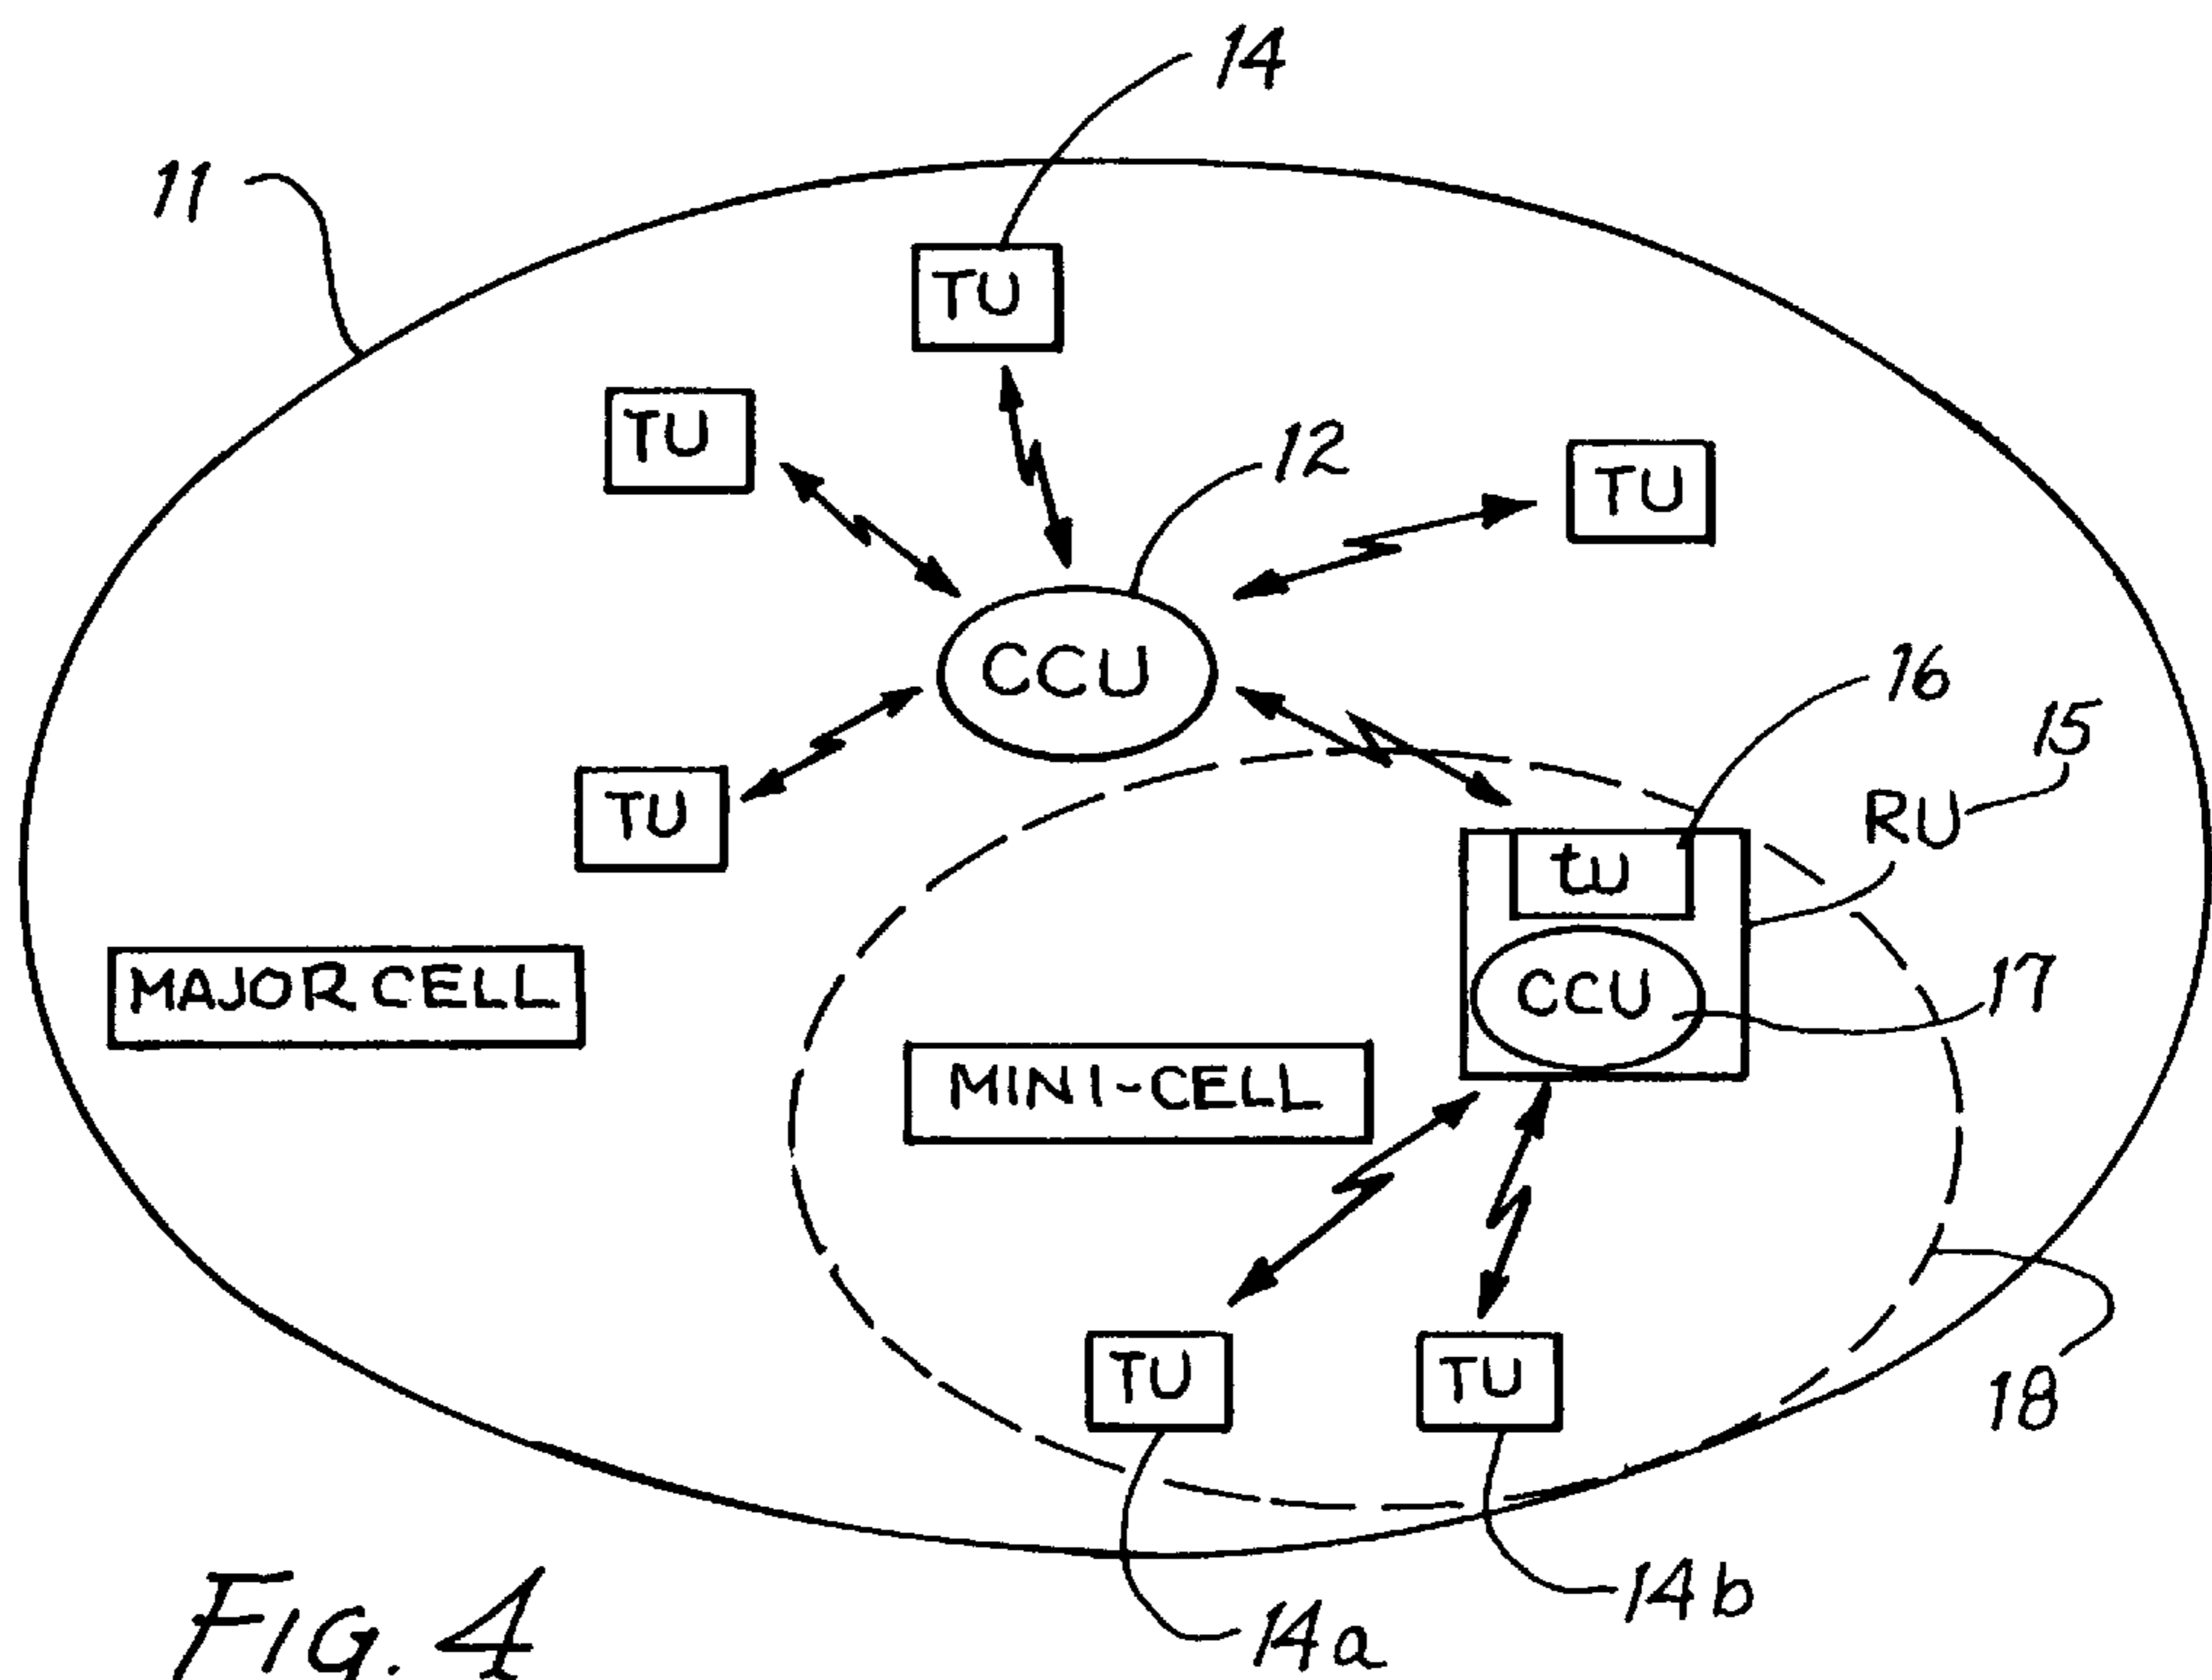 14
11
TU
TU
12
TU
CCU
16
15
TU
RU
tu
MAJOR CELL
CCU
17
MINI-CELL
TU
TU
18
14b
14a
FIG. 4